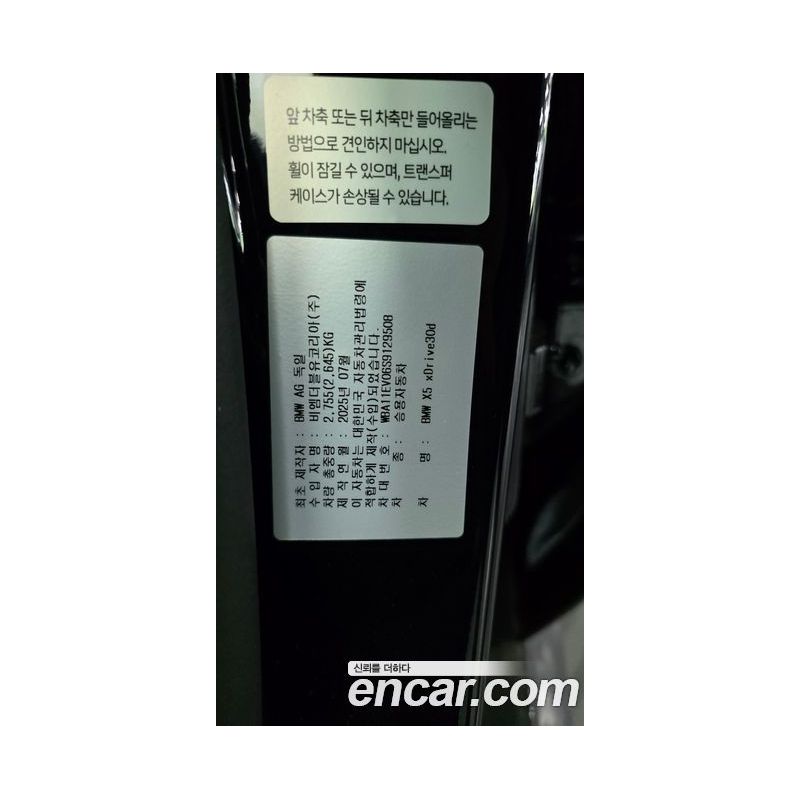 앞 차축 또는 뒤 차축만 들어올리는
방법으로 견인하지 마십시오.
휠이 잠길 수 있으며, 트랜스퍼
케이스가 손상될 수 있습니다.
최초 제작자 : BMW AG 독일
수 입 자 명 : 비엠더블유코리아(주)
차량 총중량 : 2,755(2,645)KG
제 작 연 월 : 2025년 07월
이 자동차는 대한민국 자동차관리법령에
적합하게 제작(수입)되었습니다.
차 대 번 호 : WBA11EV06S9129508
차 종 : 승용자동차
차 명 : BMW X5 xDrive30d
신뢰를 더하다
encar.com